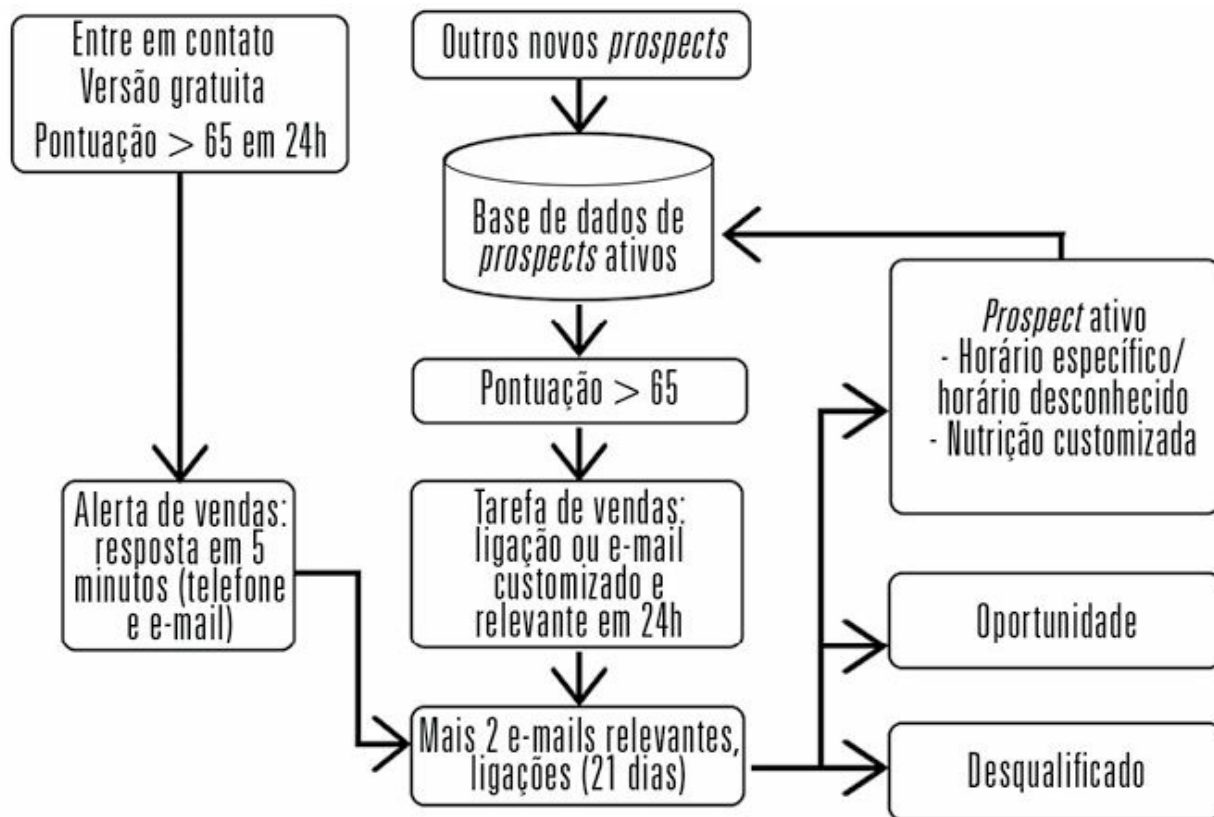 Entre em contato
Versão gratuita
Pontuação > 65 em 24h
Outros novos prospects
Base de dados de
prospects ativos
Pontuação > 65
Alerta de vendas:
resposta em 5
minutos (telefone
e e-mail)
Tarefa de vendas:
ligação ou e-mail
customizado e
relevante em 24h
Mais 2 e-mails relevantes,
ligações (21 dias)
Prospect ativo
- Horário específico/
horário desconhecido
- Nutrição customizada
Oportunidade
Desqualificado